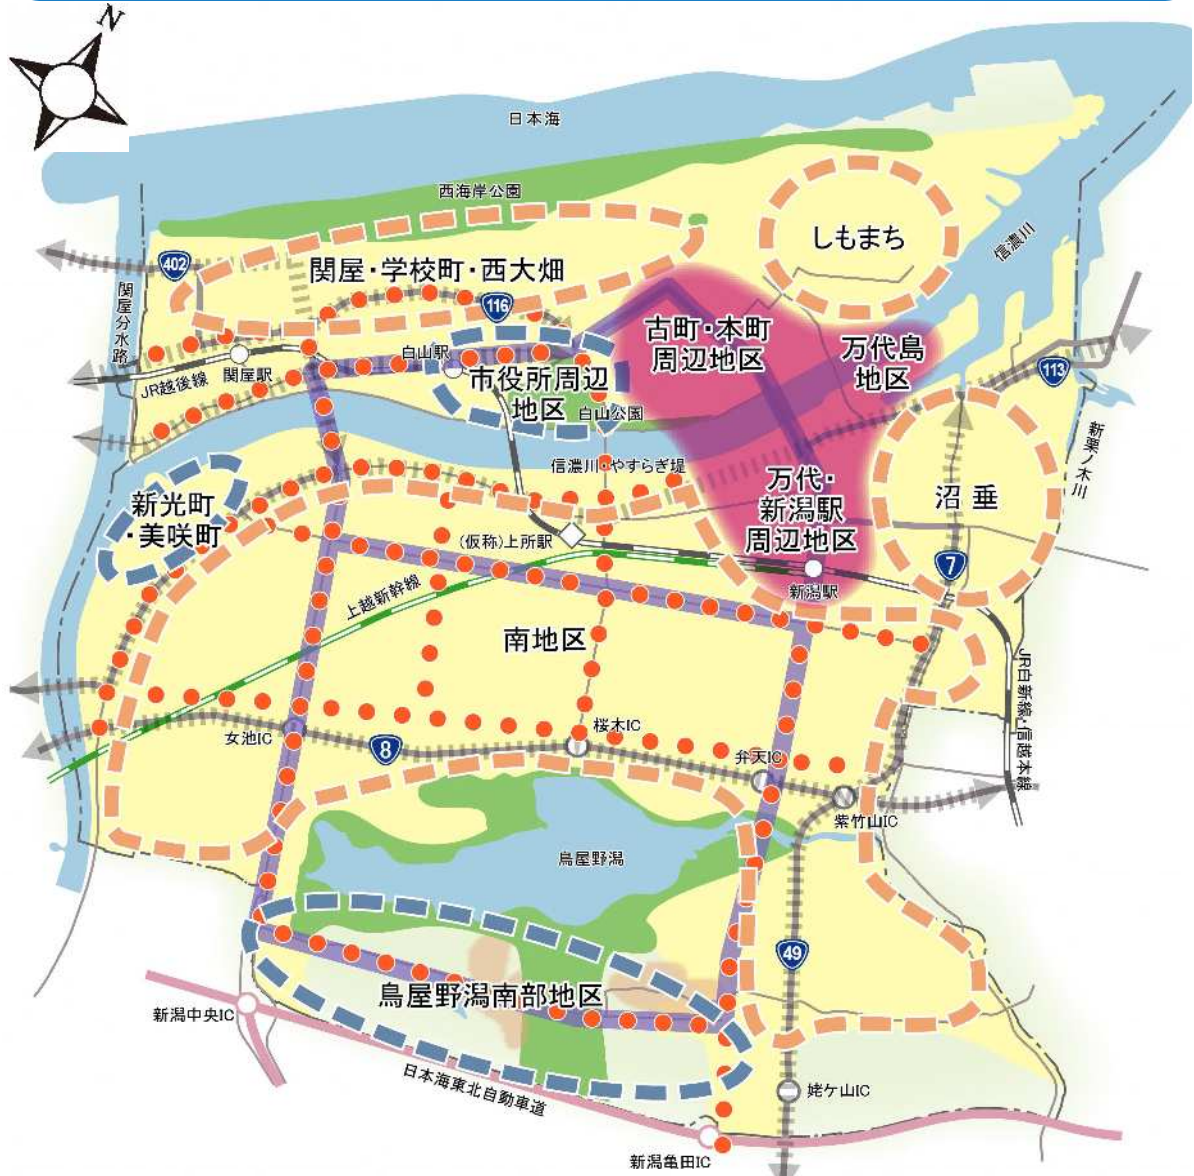 N
日本海
西海岸公園
しもまち
信濃川
402
関屋・学校町・西大畑
116
関屋分水路
古町・本町
周辺地区
万代島
地区
白山駅
113
JR越後線
関屋駅
市役所周辺
地区
白山公園
新栗ノ木川
信濃川・やすらぎ堤
万代・
新潟駅
周辺地区
沼垂
新光町
・美咲町
(仮称)上所駅
7
新潟駅
上越新幹線
南地区
JR白新線・信越本線
女池IC
8
桜木IC
弁天IC
紫竹山IC
鳥屋野潟
49
鳥屋野潟南部地区
新潟中央IC
日本海東北自動車道
姥ケ山IC
新潟亀田IC